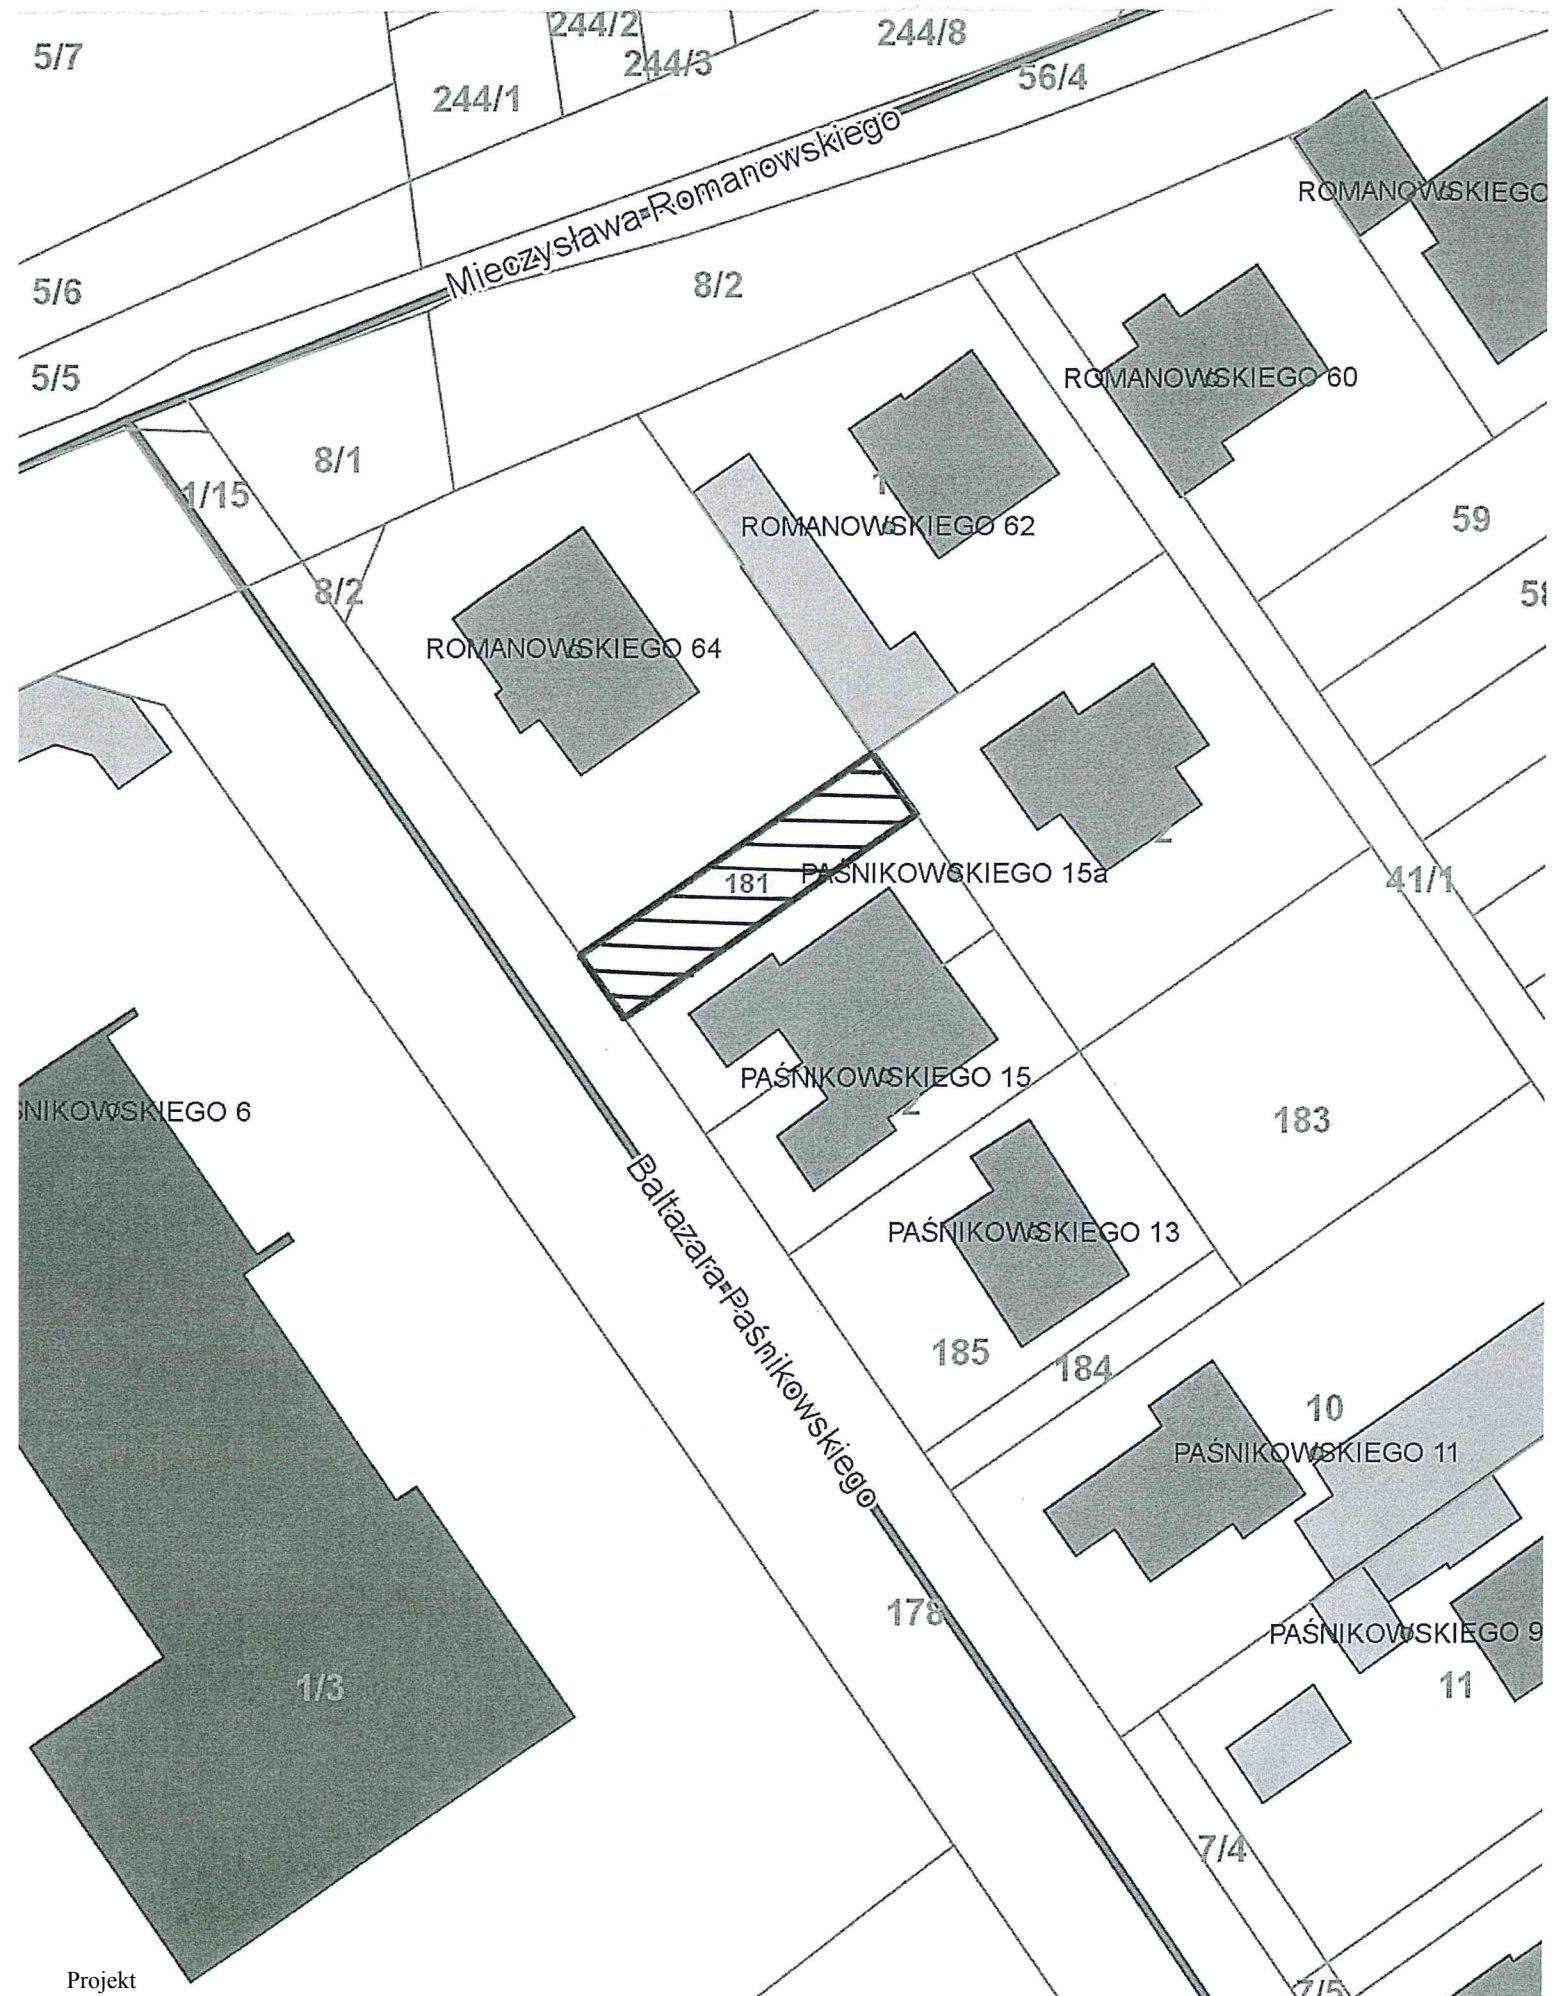 5/7
244/2
244/3
244/8
244/1
56/4
Mieczysława Romanowskiego
ROMANOWSKIEGO
5/6
8/2
5/5
ROMANOWSKIEGO 60
8/1
1/15
ROMANOWSKIEGO 62
59
8/2
ROMANOWSKIEGO 64
PAŚNIKOWSKIEGO 15a
181
41/1
PAŚNIKOWSKIEGO 15
ŚNIKOWSKIEGO 6
183
Baltazara Paśnikowskiego
PAŚNIKOWSKIEGO 13
185
184
10
PAŚNIKOWSKIEGO 11
178
PAŚNIKOWSKIEGO 9
11
1/3
7/4
7/5
Projekt